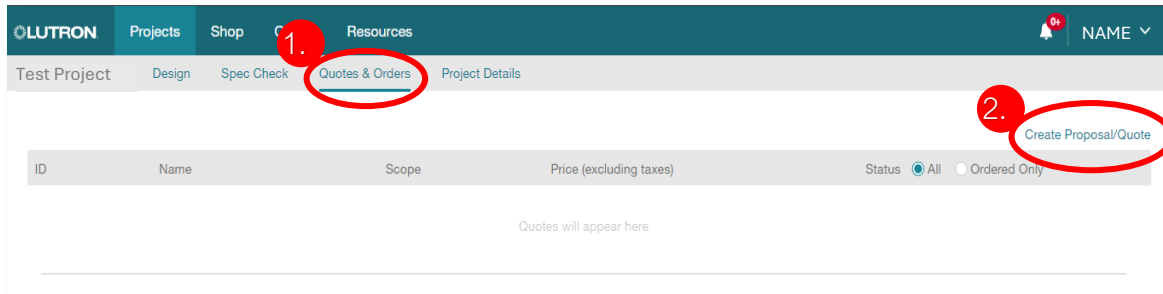 LUTRON Projects Shop Resources 0+ NAME
1.
Test Project Design Spec Check Quotes & Orders Project Details
2.
Create Proposal/Quote
ID Name Scope Price (excluding taxes) Status All Ordered Only
Quotes will appear here